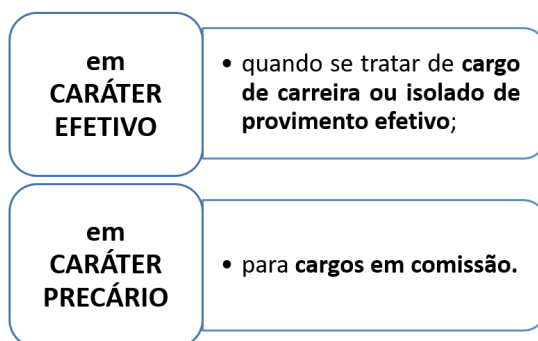 em
CARÁTER
EFETIVO
• quando se tratar de cargo
de carreira ou isolado de
provimento efetivo;
em
CARÁTER
PRECÁRIO
• para cargos em comissão.